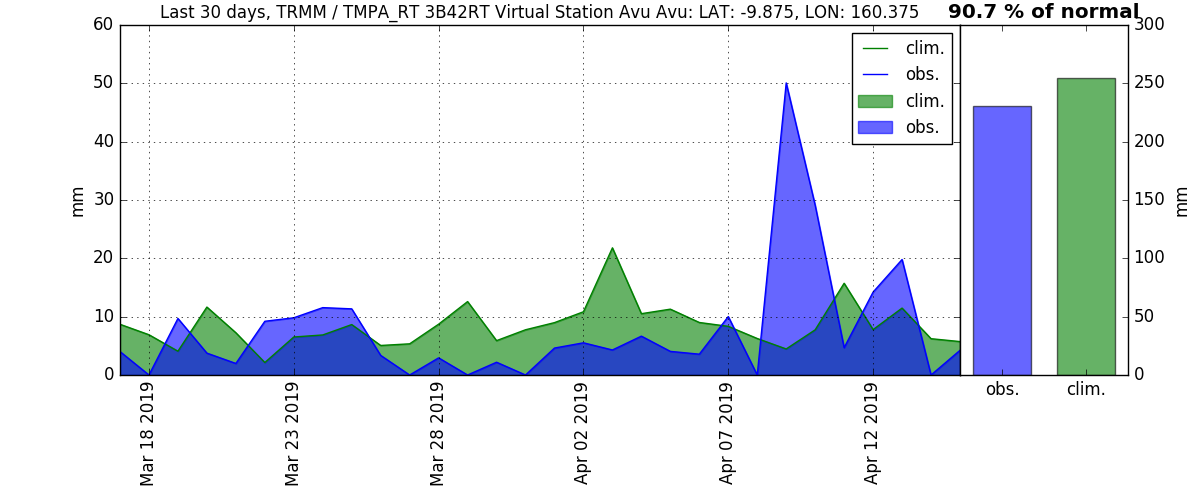 Last 30 days, TRMM / TMPA_RT 3B42RT Virtual Station Avu Avu: LAT: -9.875, LON: 160.375
90.7 % of normal
60
50
40
30
20
10
0
mm
clim.
obs.
clim.
obs.
Mar 18 2019
Mar 23 2019
Mar 28 2019
Apr 02 2019
Apr 07 2019
Apr 12 2019
300
250
200
150
100
50
0
mm
obs.
clim.